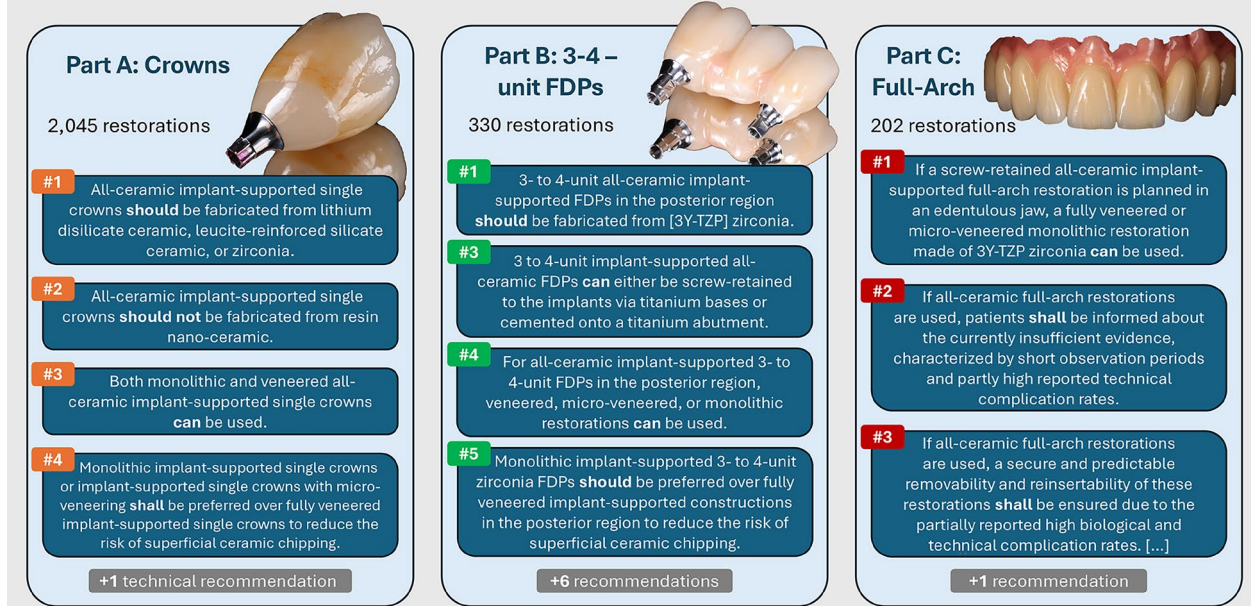 Part A: Crowns
2,045 restorations
#1
All-ceramic implant-supported single
crowns should be fabricated from lithium
disilicate ceramic, leucite-reinforced silicate
ceramic, or zirconia.
#2
All-ceramic implant-supported single
crowns should not be fabricated from resin
nano-ceramic.
#3
Both monolithic and veneered all-
ceramic implant-supported single crowns
can be used.
#4
Monolithic implant-supported single crowns
or implant-supported single crowns with micro-
veneering shall be preferred over fully veneered
implant-supported single crowns to reduce the
risk of superficial ceramic chipping.
+1 technical recommendation
Part B: 3-4 –
unit FDPs
330 restorations
#1
3- to 4-unit all-ceramic implant-
supported FDPs in the posterior region
should be fabricated from [3Y-TZP] zirconia.
#3
3 to 4-unit implant-supported all-
ceramic FDPs can either be screw-retained
to the implants via titanium bases or
cemented onto a titanium abutment.
#4
For all-ceramic implant-supported 3- to
4-unit FDPs in the posterior region,
veneered, micro-veneered, or monolithic
restorations can be used.
#5
Monolithic implant-supported 3- to 4-unit
zirconia FDPs should be preferred over fully
veneered implant-supported constructions
in the posterior region to reduce the risk of
superficial ceramic chipping.
+6 recommendations
Part C:
Full-Arch
202 restorations
#1
If a screw-retained all-ceramic implant-
supported full-arch restoration is planned in
an edentulous jaw, a fully veneered or
micro-veneered monolithic restoration
made of 3Y-TZP zirconia can be used.
#2
If all-ceramic full-arch restorations
are used, patients shall be informed about
the currently insufficient evidence,
characterized by short observation periods
and partly high reported technical
complication rates.
#3
If all-ceramic full-arch restorations
are used, a secure and predictable
removability and reinsertability of these
restorations shall be ensured due to the
partially reported high biological and
technical complication rates. [...]
+1 recommendation